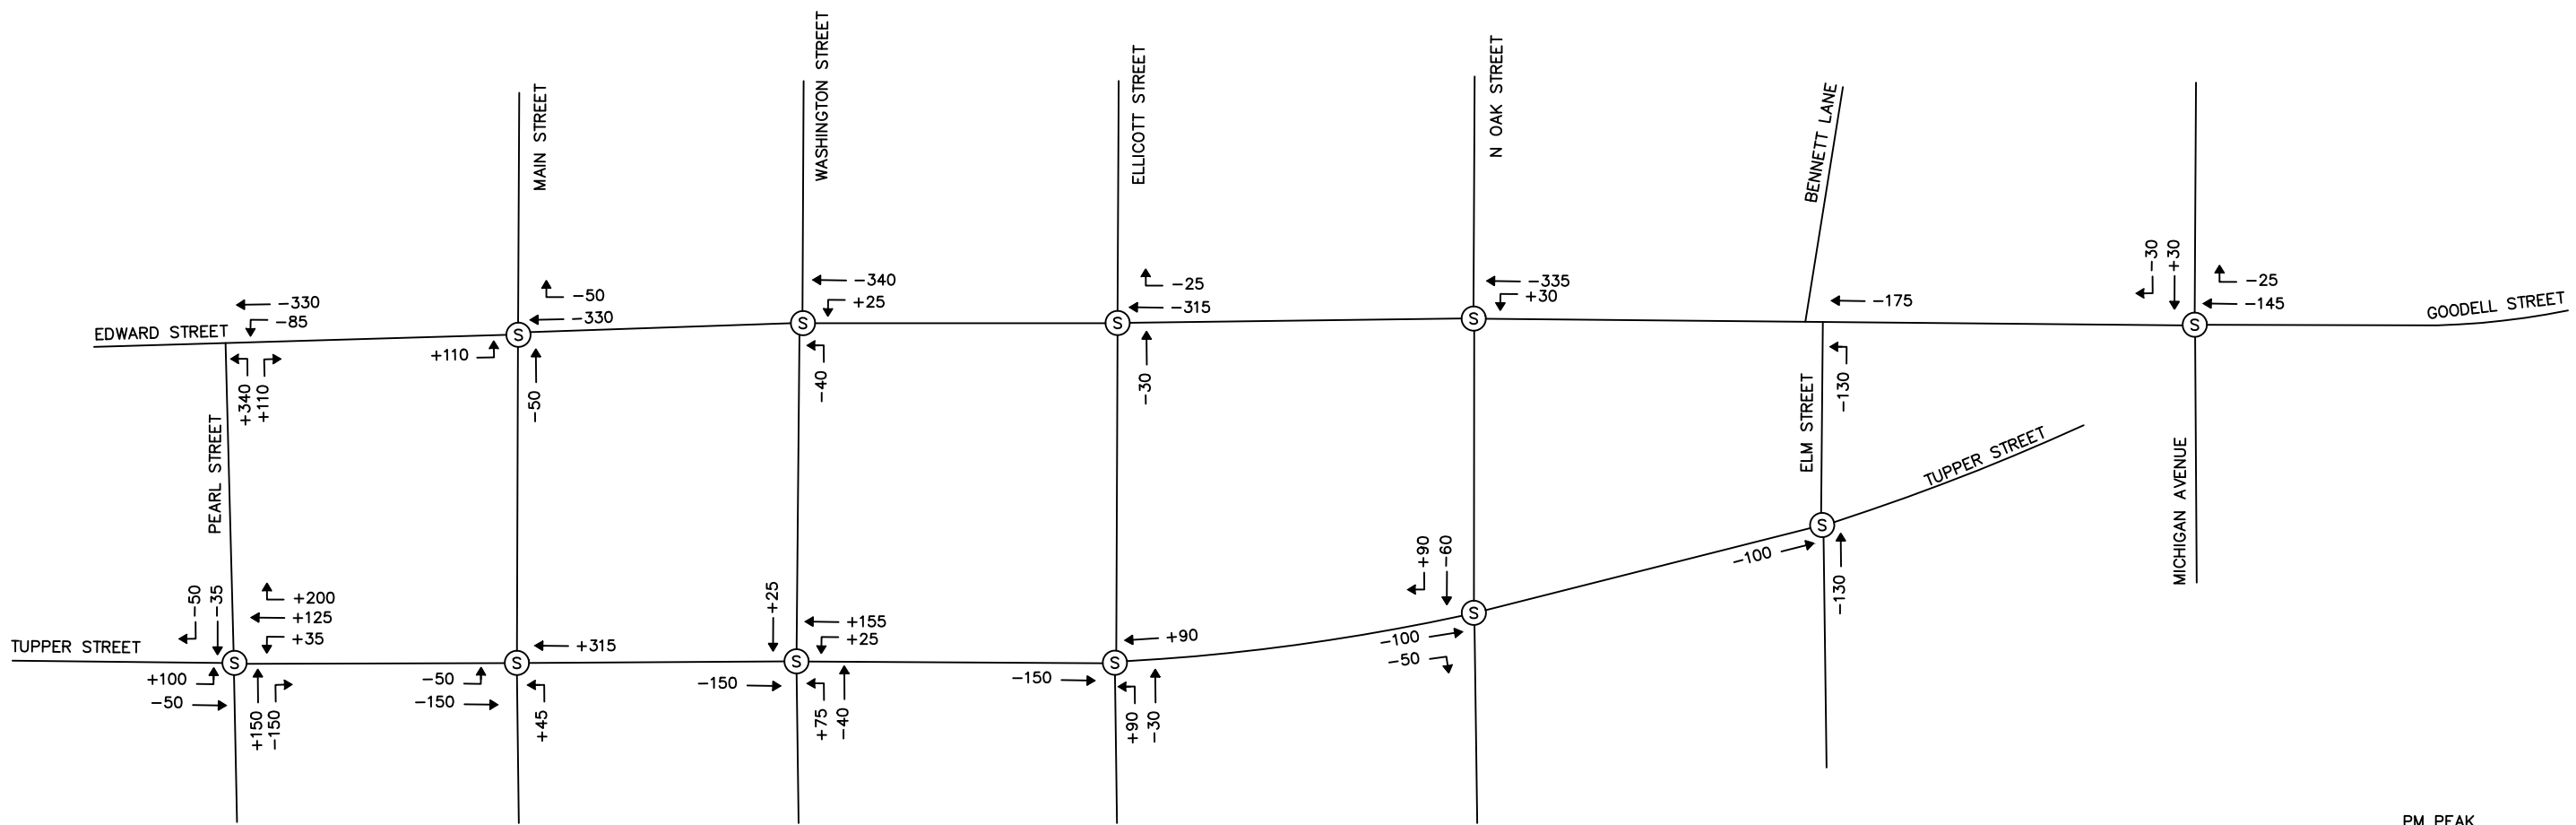 WASHINGTON STREET
N OAK STREET
ELLICOTT STREET
MAIN STREET
BENNETT LANE
-330
-85
EDWARD STREET
-50
-330
+110
-50
-340
+25
-40
-25
-315
-30
-335
+30
-175
-130
-30
+30
-25
-145
GOODELL STREET
S
S
S
S
S
+340
+110
PEARL STREET
ELM STREET
TUPPER STREET
MICHIGAN AVENUE
-50
-35
+200
+125
+35
TUPPER STREET
+100
-50
+150
-150
+315
-50
-150
+45
+25
+155
+25
-150
+75
-40
+90
-150
+90
-30
+90
-60
-100
-50
-100
-130
S
S
S
S
S
S
PM PEAK